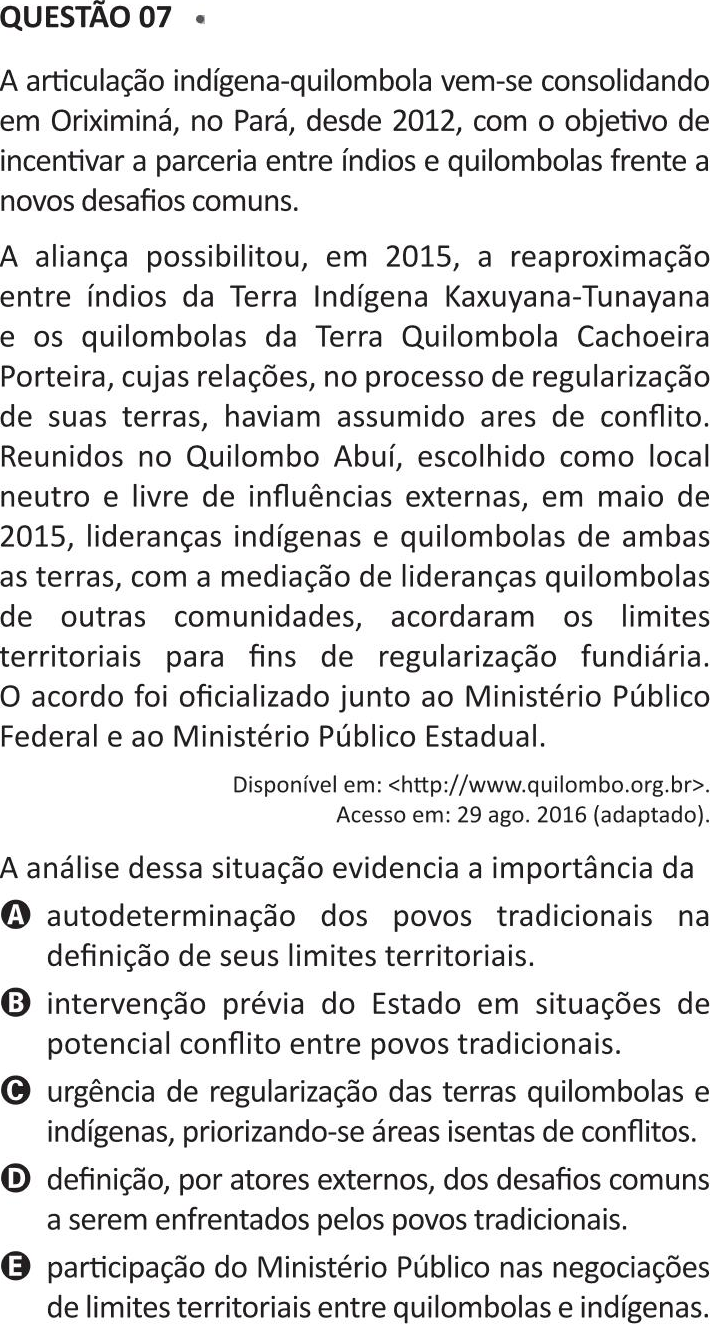 QUESTÃO 07 •
A articulação indígena-quilombola vem-se consolidando
em Oriximiná, no Pará, desde 2012, com o objetivo de
incentivar a parceria entre índios e quilombolas frente a
novos desafios comuns.
A aliança possibilitou, em 2015, a reaproximação
entre índios da Terra Indígena Kaxuyana-Tunayana
e os quilombolas da Terra Quilombola Cachoeira
Porteira, cujas relações, no processo de regularização
de suas terras, haviam assumido ares de conflito.
Reunidos no Quilombo Abuí, escolhido como local
neutro e livre de influências externas, em maio de
2015, lideranças indígenas e quilombolas de ambas
as terras, com a mediação de lideranças quilombolas
de outras comunidades, acordaram os limites
territoriais para fins de regularização fundiária.
O acordo foi oficializado junto ao Ministério Público
Federal e ao Ministério Público Estadual.
Disponível em: <http://www.quilombo.org.br>.
Acesso em: 29 ago. 2016 (adaptado).
A análise dessa situação evidencia a importância da
A autodeterminação dos povos tradicionais na
definição de seus limites territoriais.
B intervenção prévia do Estado em situações de
potencial conflito entre povos tradicionais.
C urgência de regularização das terras quilombolas e
indígenas, priorizando-se áreas isentas de conflitos.
D definição, por atores externos, dos desafios comuns
a serem enfrentados pelos povos tradicionais.
E participação do Ministério Público nas negociações
de limites territoriais entre quilombolas e indígenas.